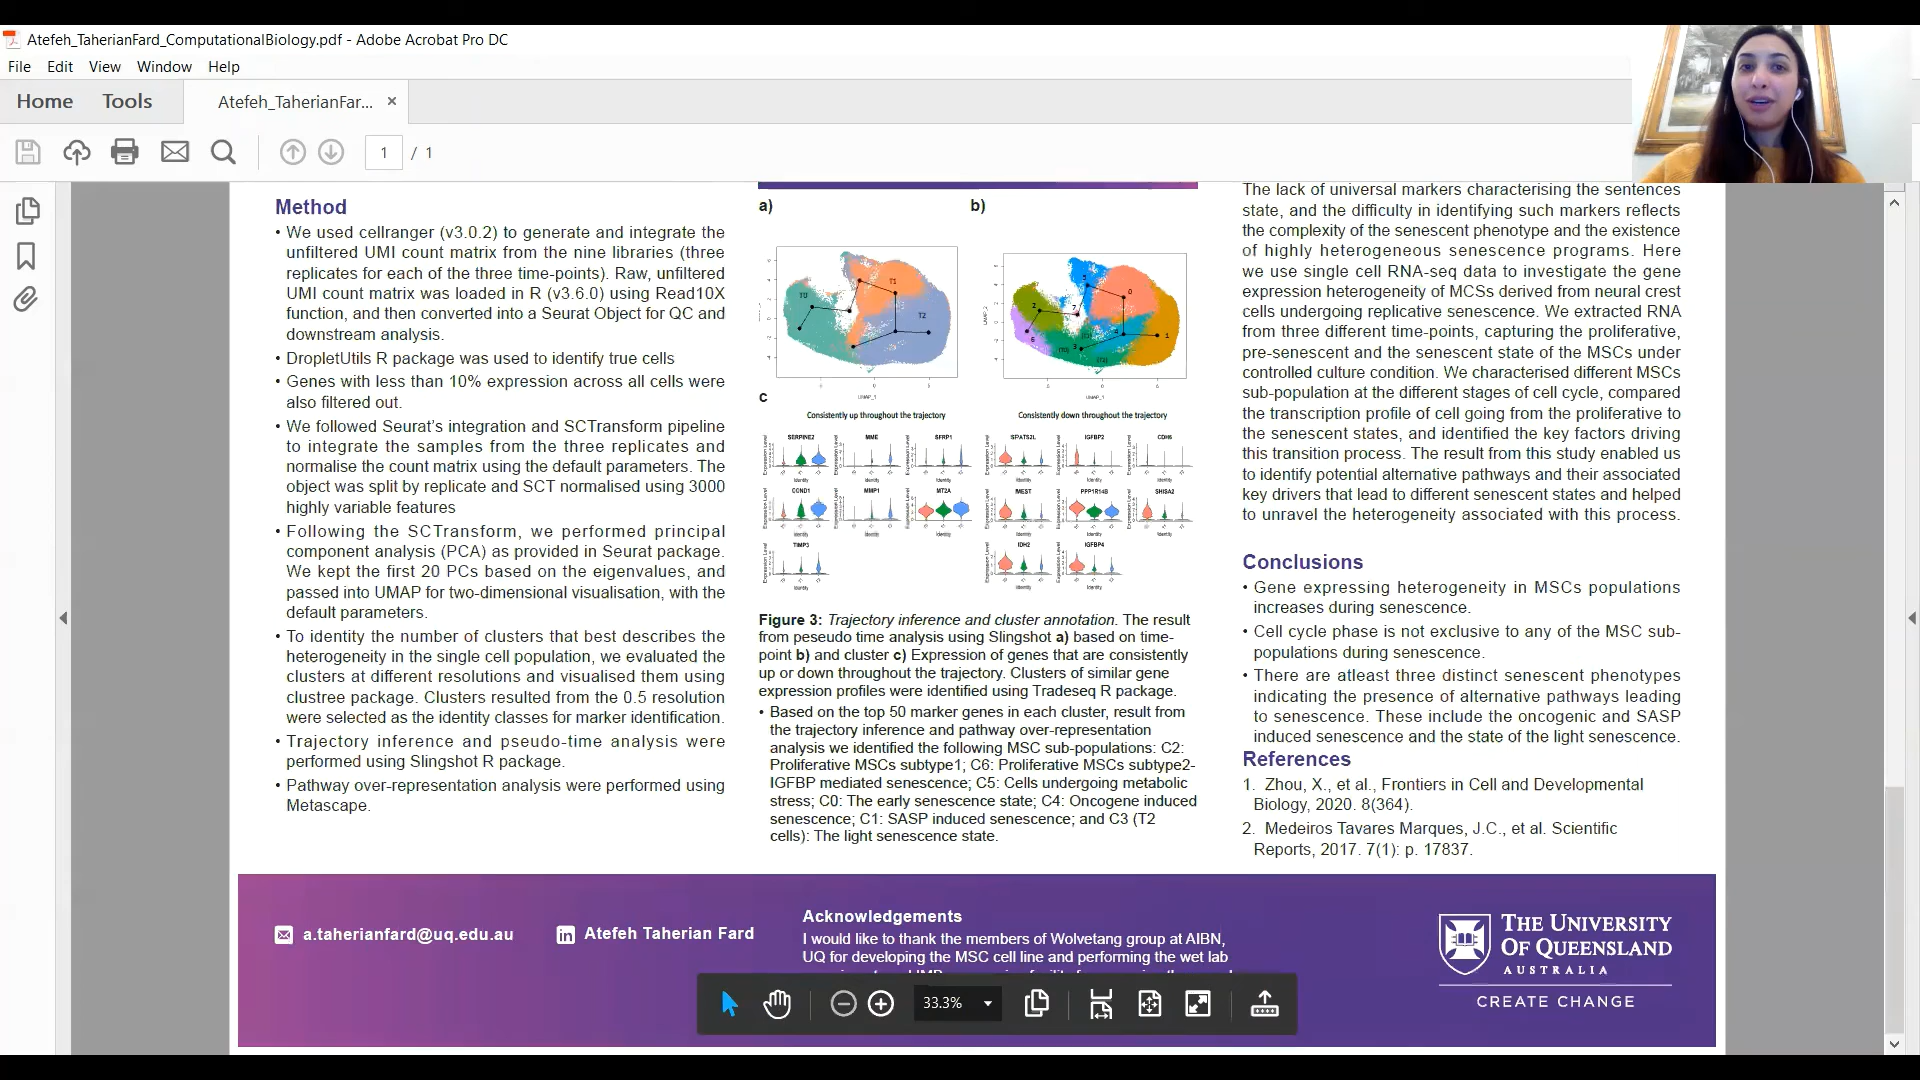 Atefeh_TaherianFard_ComputationalBiology.pdf - Adobe Acrobat Pro DC
File Edit View Window Help
Home Tools Atefeh_TaherianFar... ×
1 / 1
Method
• We used cellranger (v3.0.2) to generate and integrate the
unfiltered UMI count matrix from the nine libraries (three
replicates for each of the three time-points). Raw, unfiltered
UMI count matrix was loaded in R (v3.6.0) using Read10X
function, and then converted into a Seurat Object for QC and
downstream analysis.
• DropletUtils R package was used to identify true cells
• Genes with less than 10% expression across all cells were
also filtered out.
• We followed Seurat's integration and SCTransform pipeline
to integrate the samples from the three replicates and
normalise the count matrix using the default parameters. The
object was split by replicate and SCT normalised using 3000
highly variable features
• Following the SCTransform, we performed principal
component analysis (PCA) as provided in Seurat package.
We kept the first 20 PCs based on the eigenvalues, and
passed into UMAP for two-dimensional visualisation, with the
default parameters.
• To identity the number of clusters that best describes the
heterogeneity in the single cell population, we evaluated the
clusters at different resolutions and visualised them using
clustree package. Clusters resulted from the 0.5 resolution
were selected as the identity classes for marker identification.
• Trajectory inference and pseudo-time analysis were
performed using Slingshot R package.
• Pathway over-representation analysis were performed using
Metascape.
a) b)
T0 T1 T2
UMAP_1
5 0 2 7 6 4 3 1
(T2)
UMAP_1
c
Consistently up throughout the trajectory
SERPINE2 MME SFRP1
CCND1 MMP1 MT2A
TIMP3
Consistently down throughout the trajectory
SPATS2L IGFBP2 CDH6
MEST PPP1R14B SHISA2
IDH2 IGFBP4
Figure 3: Trajectory inference and cluster annotation. The result
from peseudo time analysis using Slingshot a) based on time-
point b) and cluster c) Expression of genes that are consistently
up or down throughout the trajectory. Clusters of similar gene
expression profiles were identified using Tradeseq R package.
• Based on the top 50 marker genes in each cluster, result from
the trajectory inference and pathway over-representation
analysis we identified the following MSC sub-populations: C2:
Proliferative MSCs subtype1; C6: Proliferative MSCs subtype2-
IGFBP mediated senescence; C5: Cells undergoing metabolic
stress; C0: The early senescence state; C4: Oncogene induced
senescence; C1: SASP induced senescence; and C3 (T2
cells): The light senescence state.
The lack of universal markers characterising the sentences
state, and the difficulty in identifying such markers reflects
the complexity of the senescent phenotype and the existence
of highly heterogeneous senescence programs. Here
we use single cell RNA-seq data to investigate the gene
expression heterogeneity of MCSs derived from neural crest
cells undergoing replicative senescence. We extracted RNA
from three different time-points, capturing the proliferative,
pre-senescent and the senescent state of the MSCs under
controlled culture condition. We characterised different MSCs
sub-population at the different stages of cell cycle, compared
the transcription profile of cell going from the proliferative to
the senescent states, and identified the key factors driving
this transition process. The result from this study enabled us
us to identify potential alternative pathways and their associated
key drivers that lead to different senescent states and helped
to unravel the heterogeneity associated with this process.
Conclusions
• Gene expressing heterogeneity in MSCs populations
increases during senescence.
• Cell cycle phase is not exclusive to any of the MSC sub-
populations during senescence.
• There are atleast three distinct senescent phenotypes
indicating the presence of alternative pathways leading
to senescence. These include the oncogenic and SASP
induced senescence and the state of the light senescence.
References
1. Zhou, X., et al., Frontiers in Cell and Developmental
Biology, 2020. 8(364).
2. Medeiros Tavares Marques, J.C., et al. Scientific
Reports, 2017. 7(1): p. 17837.
a.taherianfard@uq.edu.au
in Atefeh Taherian Fard
Acknowledgements
I would like to thank the members of Wolvetang group at AIBN,
UQ for developing the MSC cell line and performing the wet lab
33.3%
THE UNIVERSITY
OF QUEENSLAND
AUSTRALIA
CREATE CHANGE